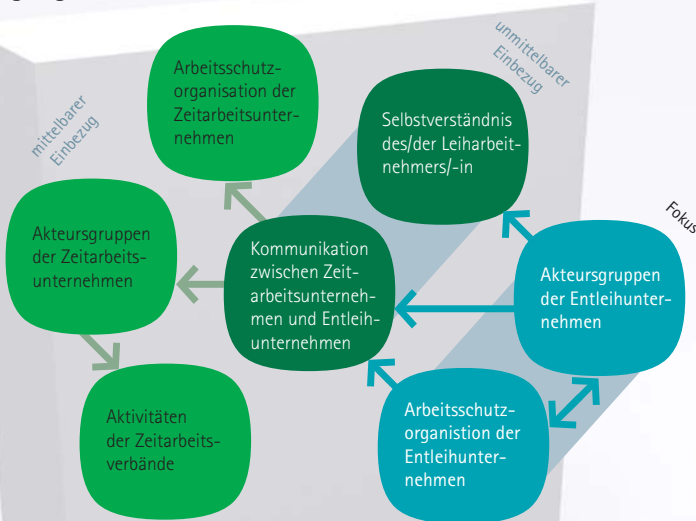 unmittelbarer
Einbezug
mittelbarer
Einbezug
Arbeitsschutz-
organisation der
Zeitarbeitsunter-
nehmen
Selbstverständnis
des/der Leiharbeit-
nehmers/-in
Fokus
Akteursgruppen
der Zeitarbeits-
unternehmen
Kommunikation
zwischen Zeit-
arbeitsunterneh-
men und Entleih-
unternehmen
Akteursgruppen
der Entleihunter-
nehmen
Aktivitäten
der Zeitarbeits-
verbände
Arbeitsschutz-
organistion der
Entleihunter-
nehmen